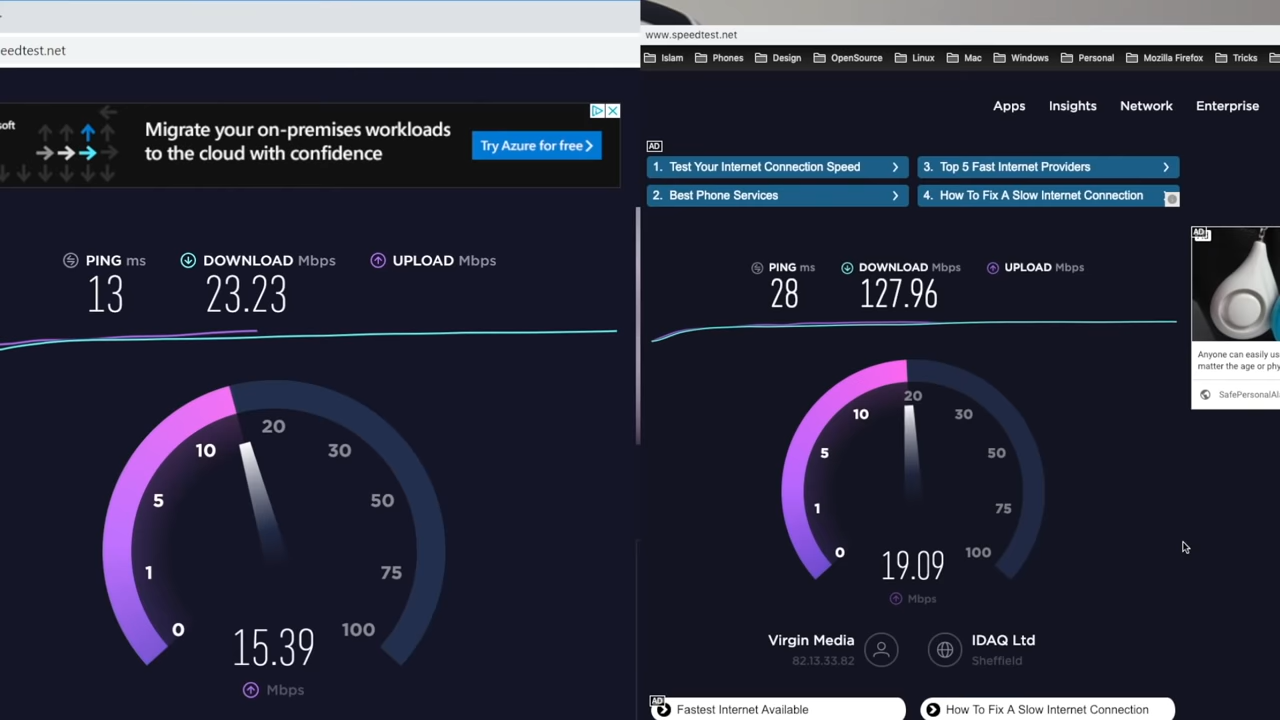 eedtest.net
soft
Migrate your on-premises workloads
to the cloud with confidence
Try Azure for free
PING ms
DOWNLOAD Mbps
UPLOAD Mbps
13
23.23
0
1
5
10
20
30
50
75
100
15.39
Mbps
www.speedtest.net
Islam
Phones
Design
OpenSource
Linux
Mac
Windows
Personal
Mozilla Firefox
Tricks
Apps
Insights
Network
Enterprise
AD
1. Test Your Internet Connection Speed
3. Top 5 Fast Internet Providers
2. Best Phone Services
4. How To Fix A Slow Internet Connection
AD
Anyone can easily us
matter the age or phy
SafePersonalAl
PING ms
DOWNLOAD Mbps
UPLOAD Mbps
28
127.96
0
1
5
10
20
30
50
75
100
19.09
Mbps
Virgin Media
82.13.33.82
IDAQ Ltd
Sheffield
AD
Fastest Internet Available
How To Fix A Slow Internet Connection